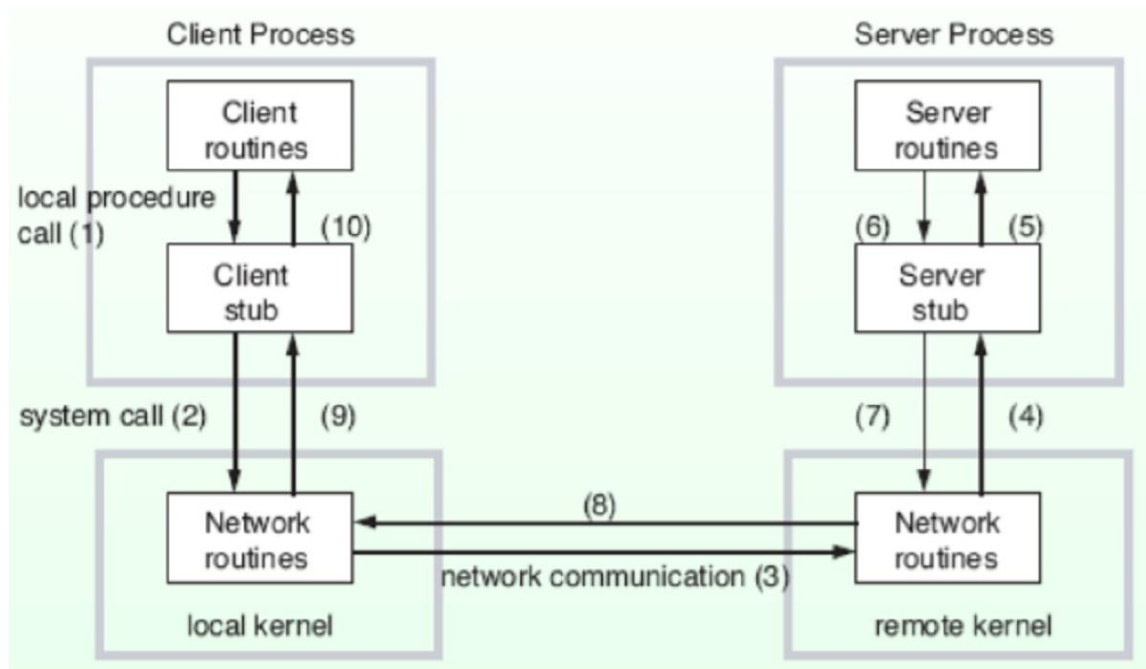 Client Process
Server Process
Client
routines
Server
routines
local procedure
call (1)
(10)
(6)
(5)
Client
stub
Server
stub
system call (2)
(9)
(7)
(4)
(8)
Network
routines
Network
routines
network communication (3)
local kernel
remote kernel